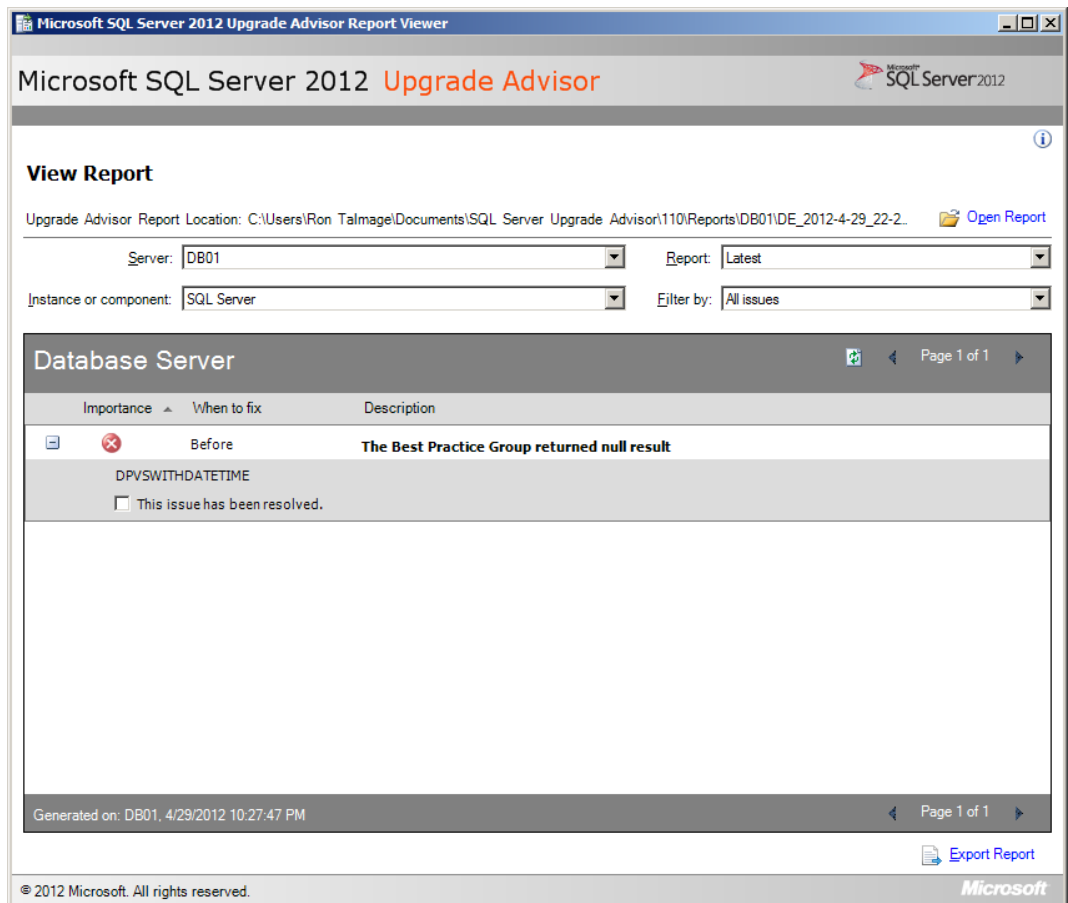 Microsoft SQL Server 2012 Upgrade Advisor Report Viewer
Microsoft SQL Server 2012 Upgrade Advisor
Microsoft SQL Server 2012
View Report
Upgrade Advisor Report Location: C:\Users\Ron Talmage\Documents\SQL Server Upgrade Advisor\110\Reports\DB01\DE_2012-4-29_22-2.. Open Report
Server: DB01 Report: Latest
Instance or component: SQL Server Filter by: All issues
Database Server Page 1 of 1
Importance When to fix Description
Before The Best Practice Group returned null result
DPVSWITHDATETIME
This issue has been resolved.
Generated on: DB01, 4/29/2012 10:27:47 PM Page 1 of 1
Export Report
© 2012 Microsoft. All rights reserved. Microsoft